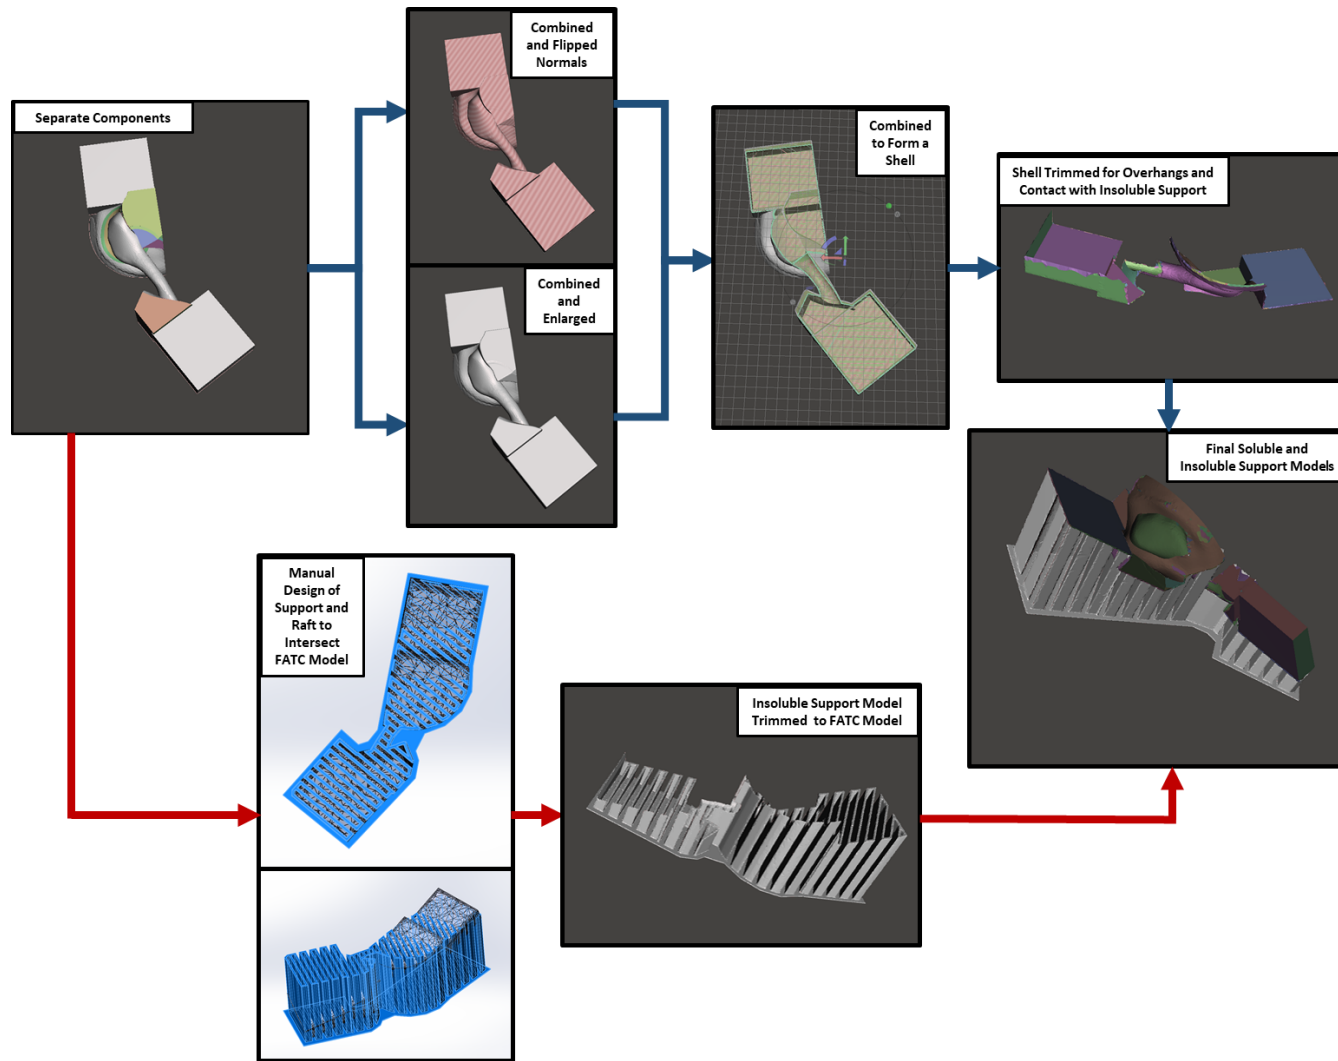 Separate Components
Combined
and Flipped
Normals
Combined
and
Enlarged
Combined
to Form a
Shell
Shell Trimmed for Overhangs and
Contact with Insoluble Support
Final Soluble and
Insoluble Support Models
Manual
Design of
Support and
Raft to
Intersect
FATC Model
Insoluble Support Model
Trimmed to FATC Model